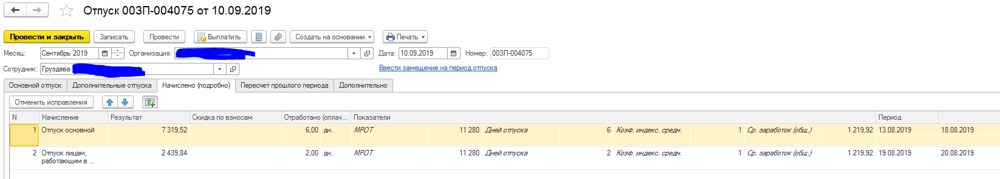 Отпуск 00ЗП-004075 от 10.09.2019
Провести и закрыть Записать Провести Выплатить Создать на основании Печать
Месяц: Сентябрь 2019 Организация: Дата: 10.09.2019 Номер: 00ЗП-004075
Сотрудник: Груздева Ввести замещение на период отпуска
Основной отпуск Дополнительные отпуска Начислено (подробно) Пересчет прошлого периода Дополнительно
Отменить исправления
N Начисление Результат Скидка по взносам Отработано (оплач... Показатели Период
1 Отпуск основной 7 319,52 6,00 дн. МРОТ 11 280 Дней отпуска 6 Коэф. индекс. средн. 1 Ср. заработок (общ.) 1 219,92 13.08.2019 18.08.2019
2 Отпуск лицам, 2 439,84 2,00 дн. МРОТ 11 280 Дней отпуска 2 Коэф. индекс. средн. 1 Ср. заработок (общ.) 1 219,92 19.08.2019 20.08.2019
работающим в ...